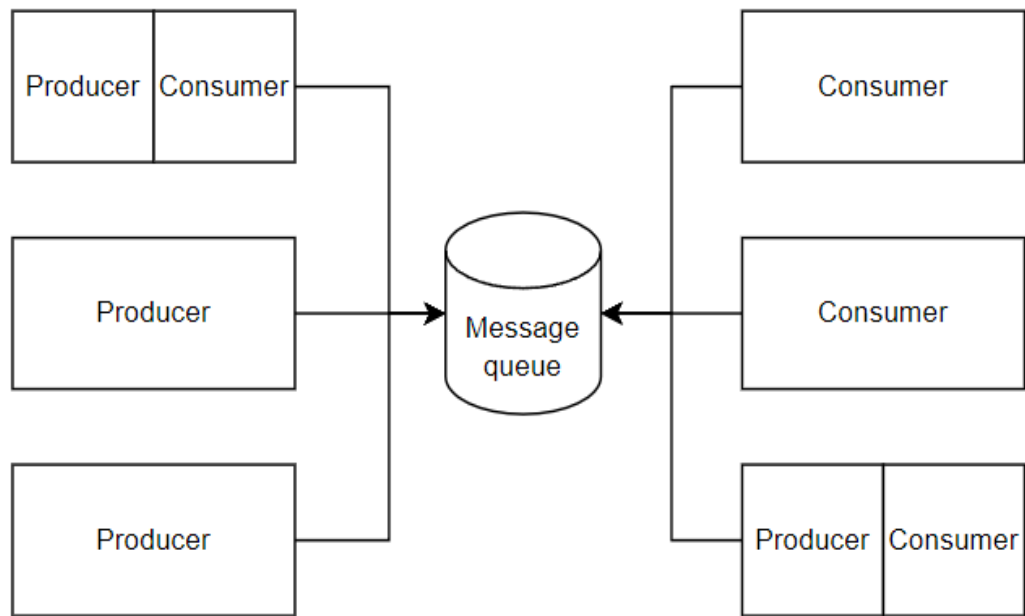 Producer Consumer
Consumer
Producer
Message
queue
Consumer
Producer
Producer Consumer